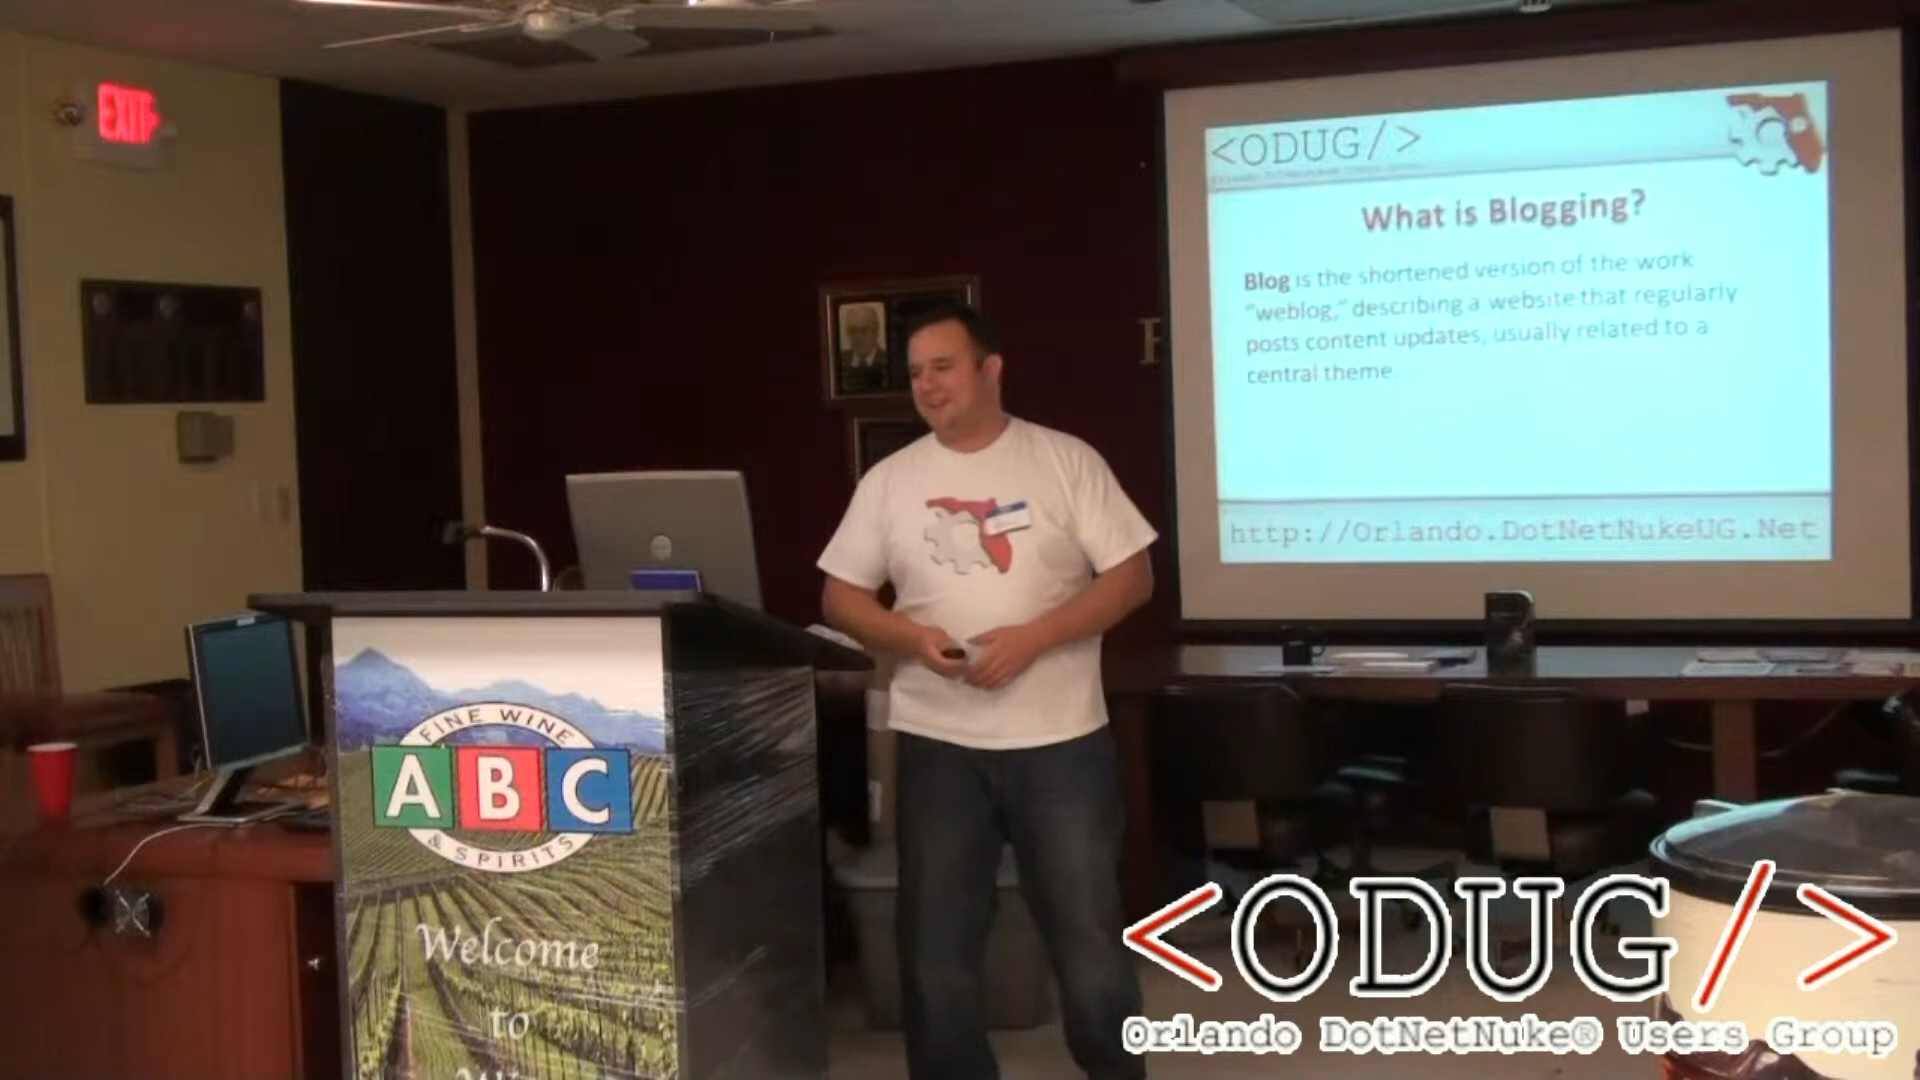 EXIT
<ODUG/>
What is Blogging?
Blog is the shortened version of the work
"weblog," describing a website that regularly
posts content updates, usually related to a
central theme.
http://Orlando.DotNetNukeUG.Net
FINE WINE
ABC
& SPIRITS
Welcome
to
<ODUG/>
Orlando DotNetNuke® Users Group